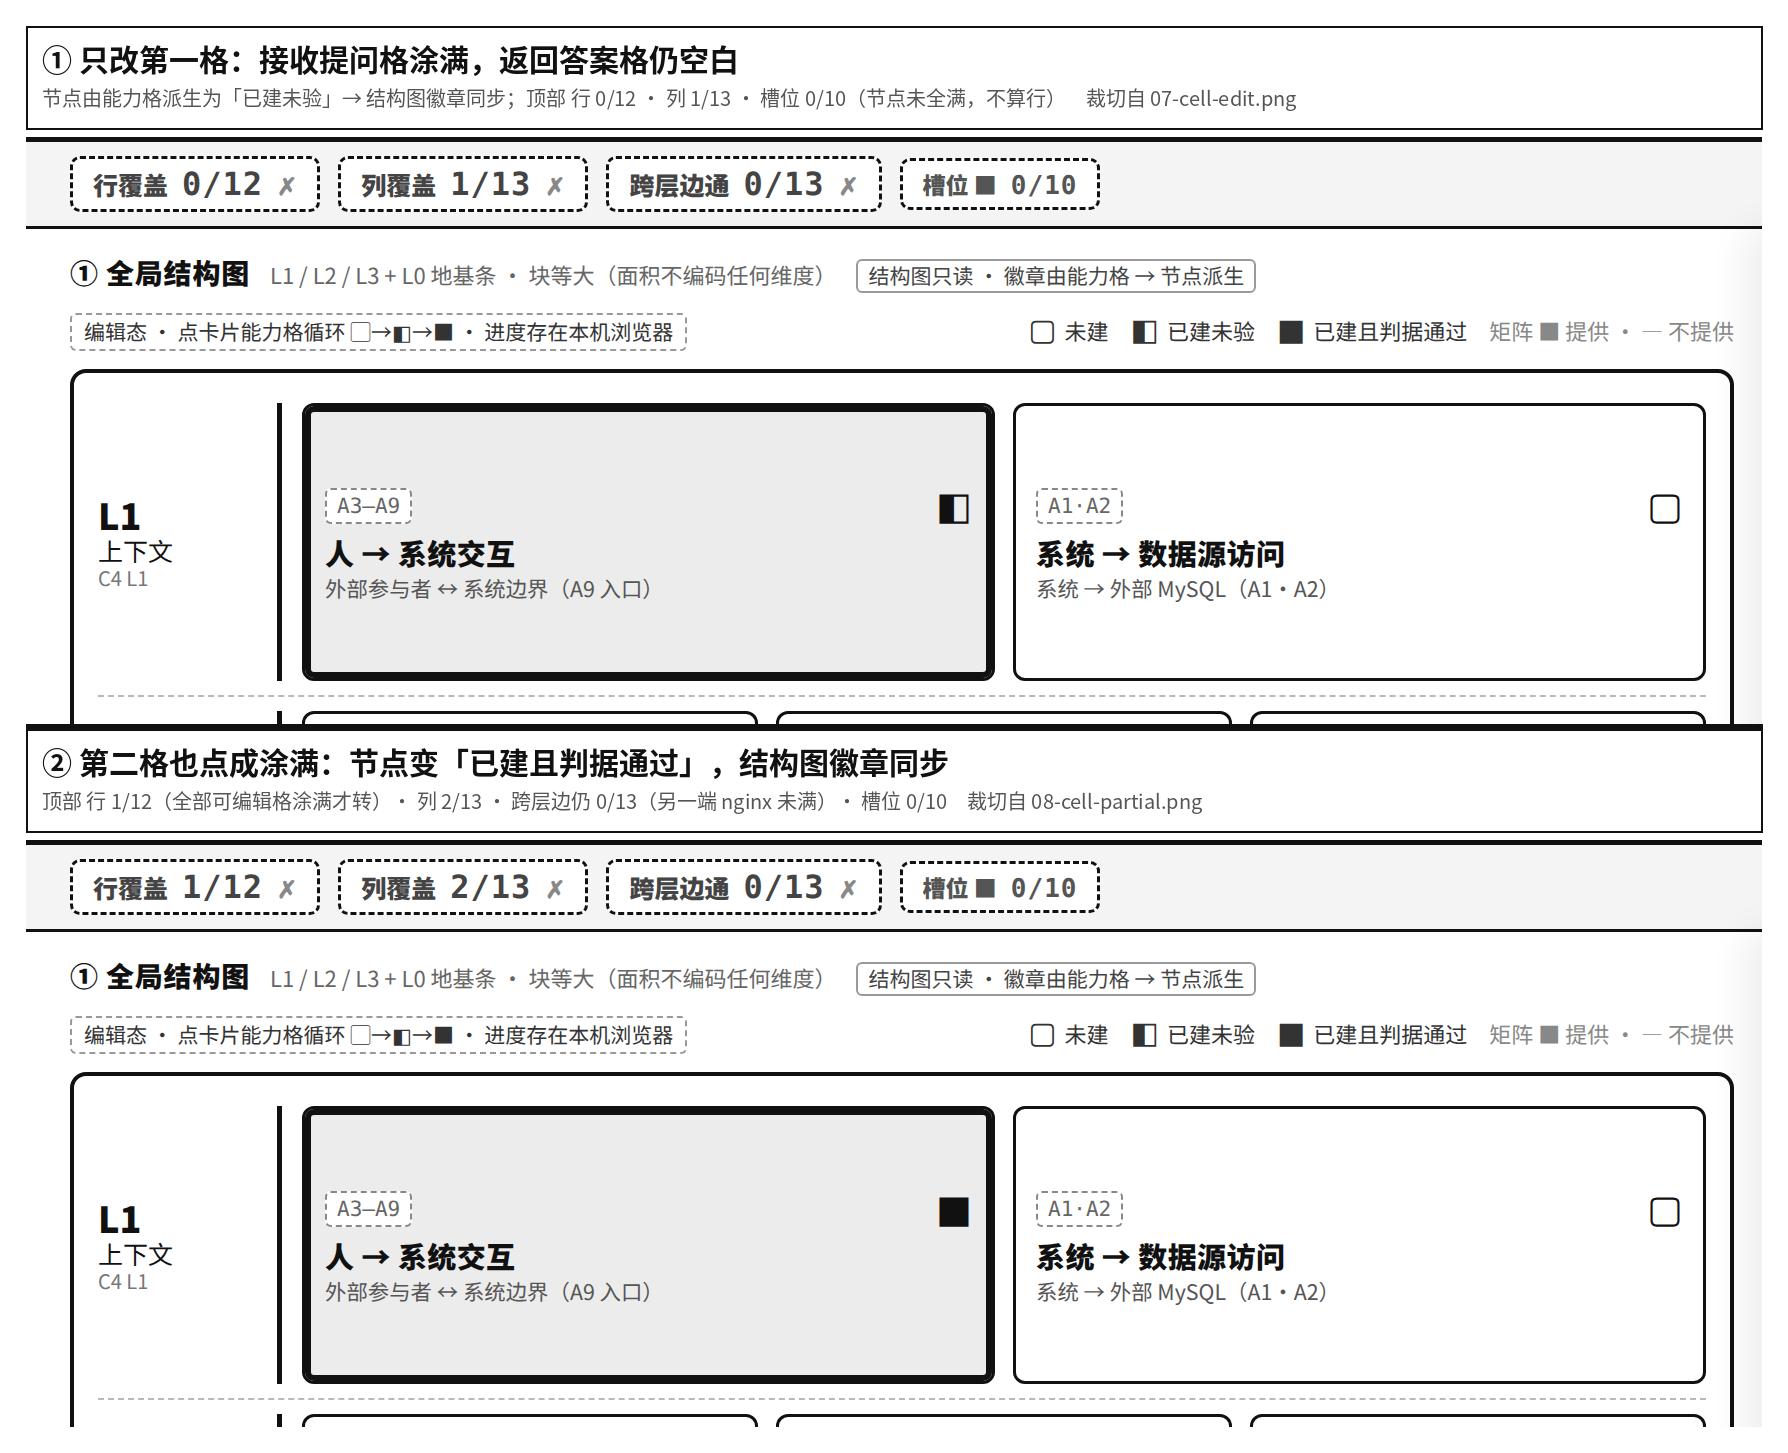 ① 只改第一格：接收提问格涂满，返回答案格仍空白
节点由能力格派生为「已建未验」→ 结构图徽章同步；顶部 行 0/12 · 列 1/13 · 槽位 0/10（节点未全满，不算行） 裁切自 07-cell-edit.png
行覆盖 0/12 ✗ 列覆盖 1/13 ✗ 跨层边通 0/13 ✗ 槽位 ■ 0/10
① 全局结构图 L1 / L2 / L3 + L0 地基条 · 块等大（面积不编码任何维度） 结构图只读 · 徽章由能力格 → 节点派生
编辑态 · 点卡片能力格循环 ▢→◧→■ · 进度存在本机浏览器 ▢ 未建 ◧ 已建未验 ■ 已建且判据通过 矩阵 ■ 提供 · — 不提供
L1
上下文
C4 L1
A3—A9 ◧
人 → 系统交互
外部参与者 ↔ 系统边界（A9 入口）
A1·A2 ▢
系统 → 数据源访问
系统 → 外部 MySQL（A1·A2）
② 第二格也点成涂满：节点变「已建且判据通过」，结构图徽章同步
顶部 行 1/12（全部可编辑格涂满才转） · 列 2/13 · 跨层边仍 0/13（另一端 nginx 未满） · 槽位 0/10 裁切自 08-cell-partial.png
行覆盖 1/12 ✗ 列覆盖 2/13 ✗ 跨层边通 0/13 ✗ 槽位 ■ 0/10
① 全局结构图 L1 / L2 / L3 + L0 地基条 · 块等大（面积不编码任何维度） 结构图只读 · 徽章由能力格 → 节点派生
编辑态 · 点卡片能力格循环 ▢→◧→■ · 进度存在本机浏览器 ▢ 未建 ◧ 已建未验 ■ 已建且判据通过 矩阵 ■ 提供 · — 不提供
L1
上下文
C4 L1
A3—A9 ■
人 → 系统交互
外部参与者 ↔ 系统边界（A9 入口）
A1·A2 ▢
系统 → 数据源访问
系统 → 外部 MySQL（A1·A2）